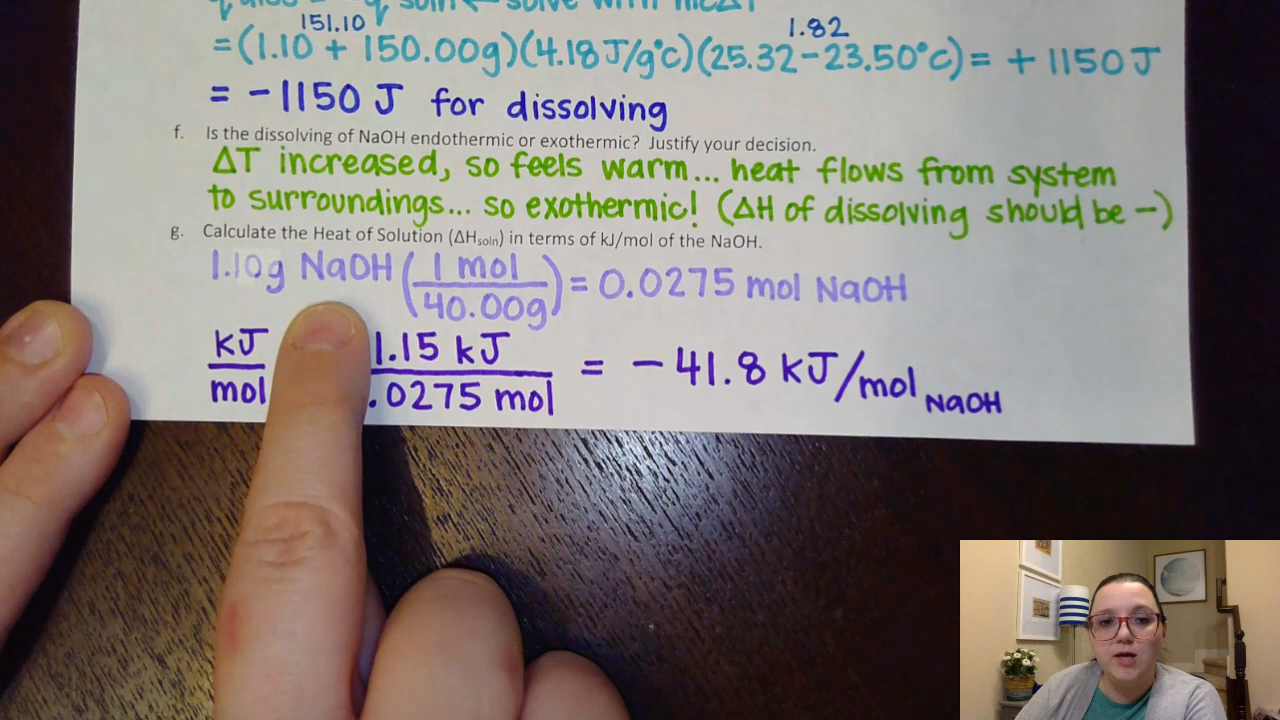 soln ← solve with mcΔT
151.10 1.82
=(1.10 + 150.00g)(4.18 J/g°C)(25.32-23.50°C)= + 1150 J
= -1150 J for dissolving
f. Is the dissolving of NaOH endothermic or exothermic? Justify your decision.
ΔT increased, so feels warm... heat flows from system
to surroundings... so exothermic! (ΔH of dissolving should be -)
g. Calculate the Heat of Solution (ΔHsoln) in terms of kJ/mol of the NaOH.
1.10g NaOH (1 mol / 40.00g) = 0.0275 mol NaOH
kJ/mol 1.15 kJ / .0275 mol = -41.8 kJ/mol NaOH